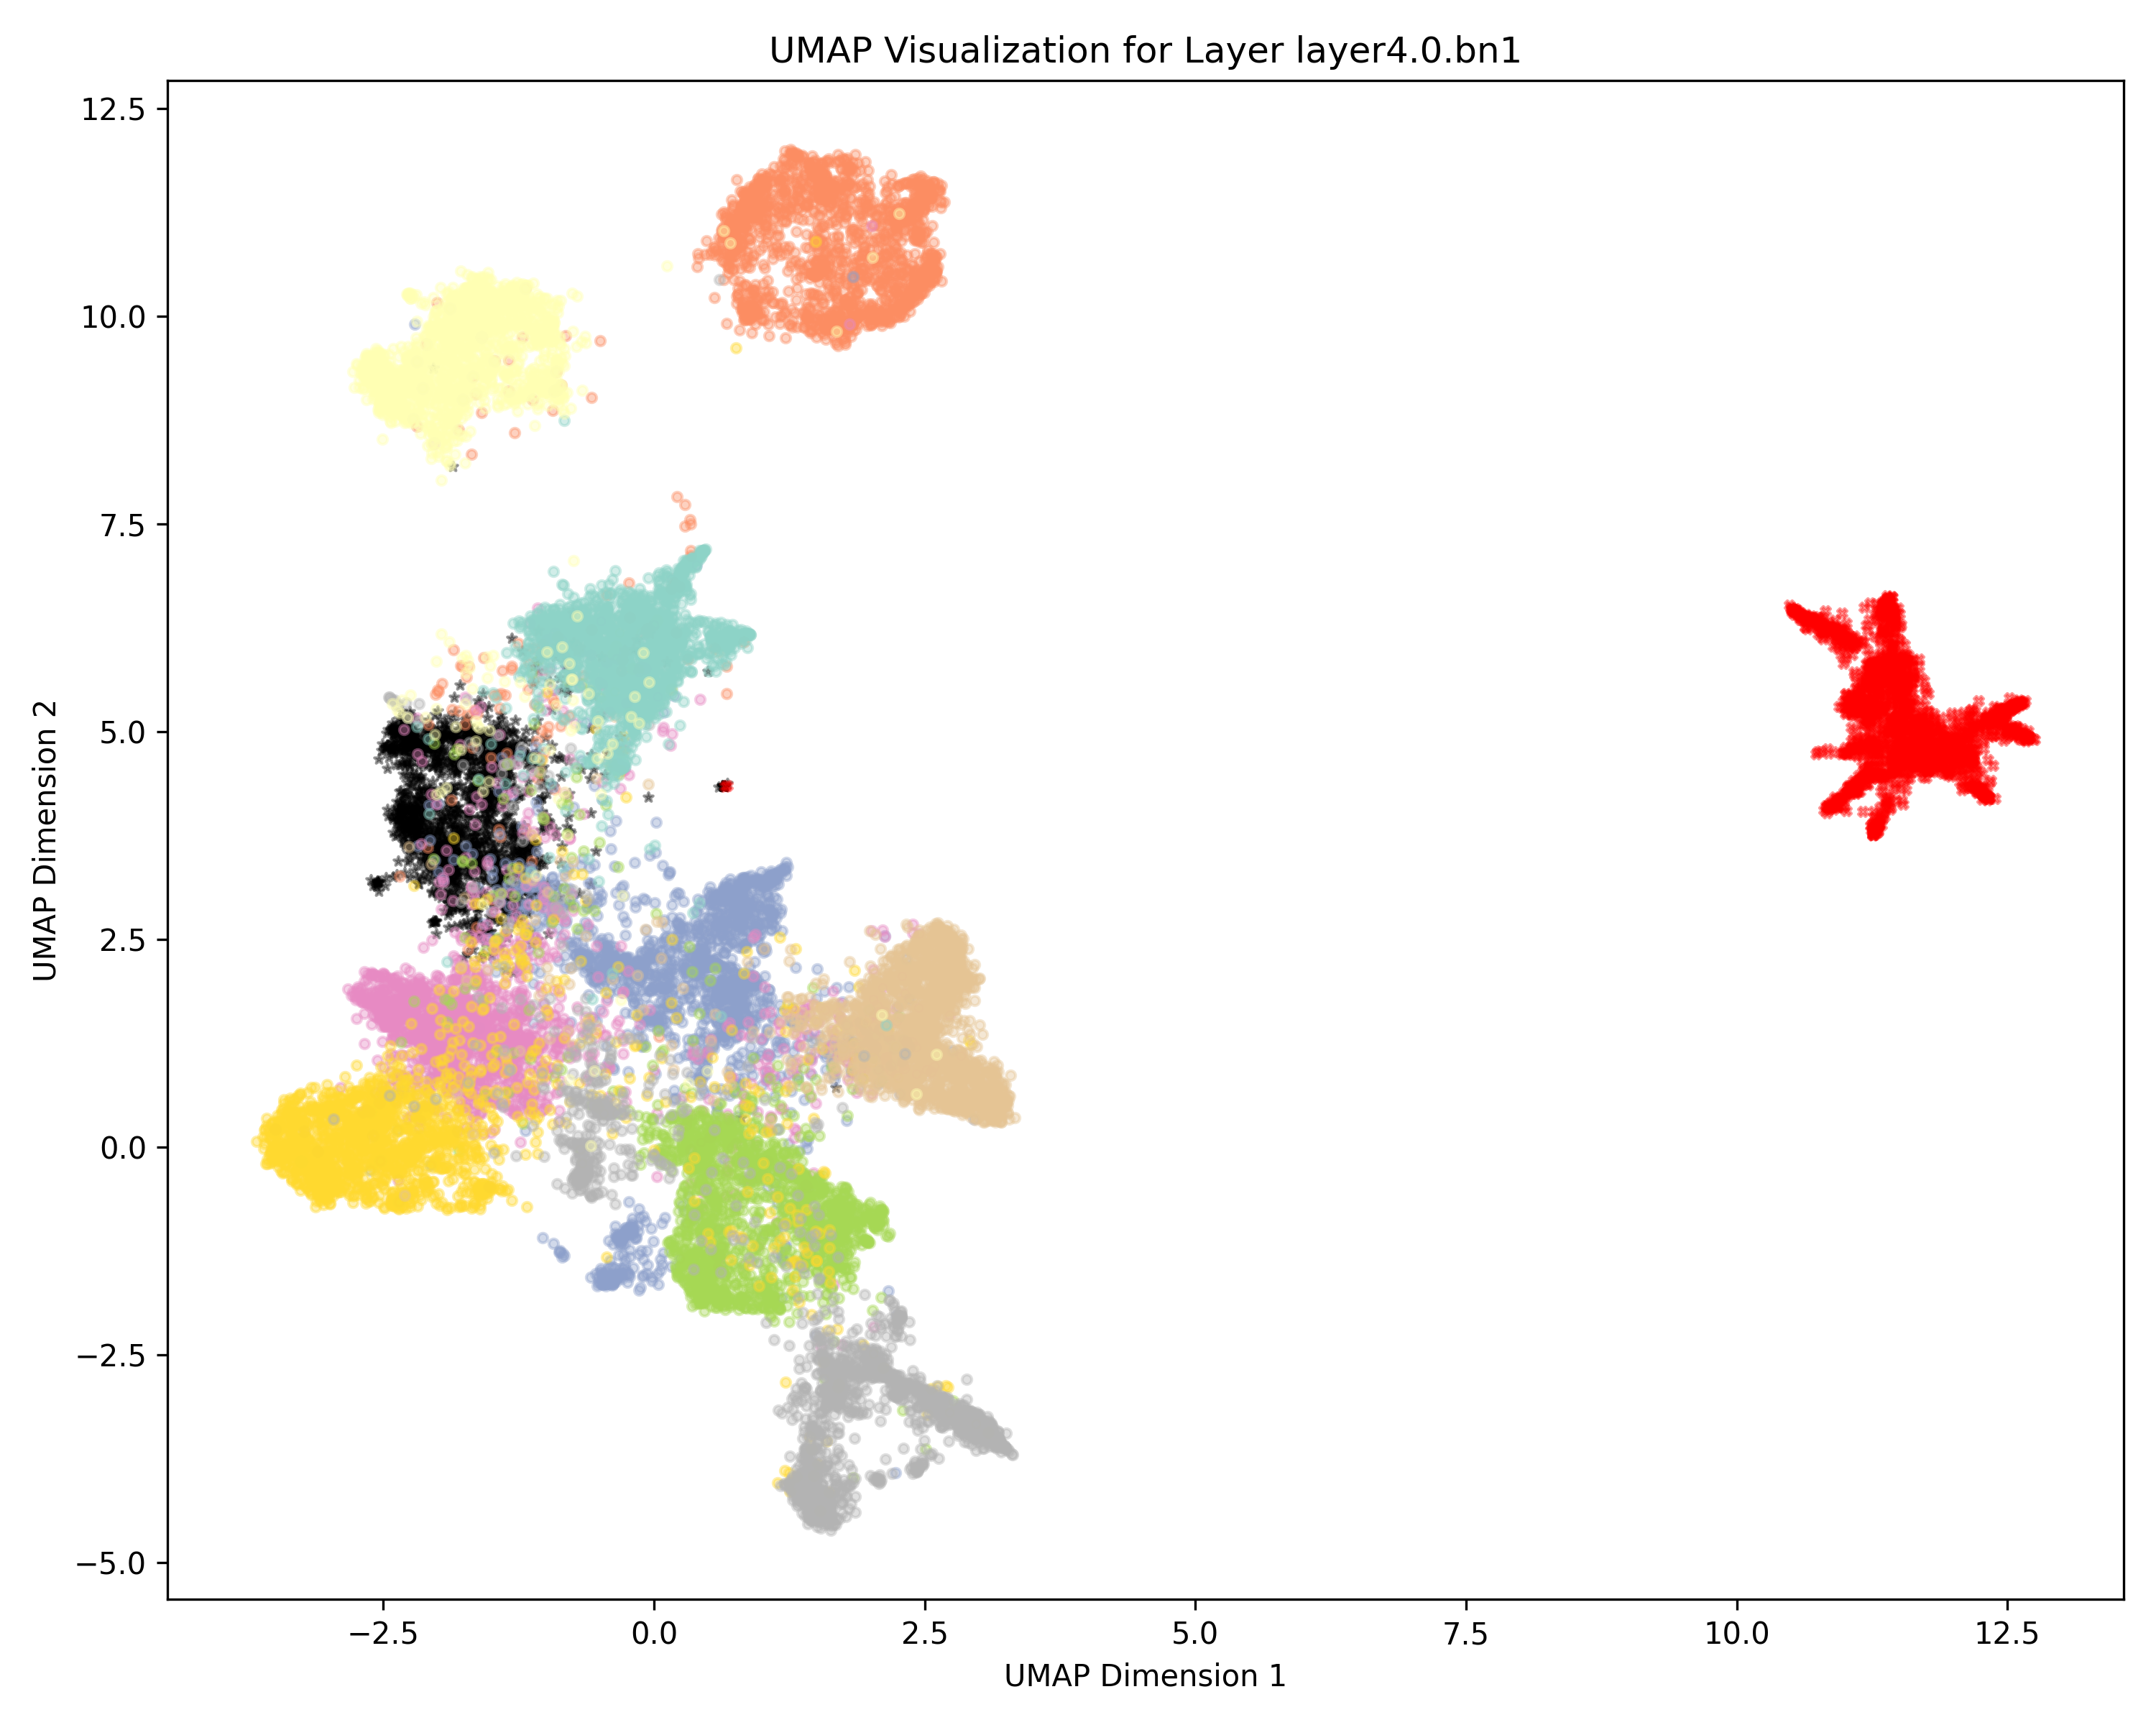 UMAP Visualization for Layer layer4.0.bn1
12.5
10.0
7.5
5.0
2.5
0.0
−2.5
−5.0
UMAP Dimension 2
−2.5 0.0 2.5 5.0 7.5 10.0 12.5
UMAP Dimension 1